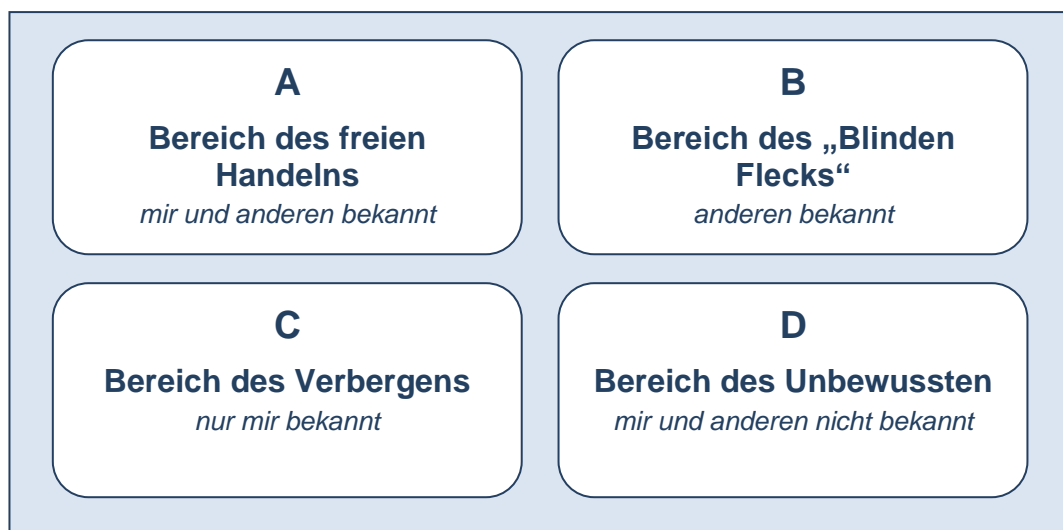 A
Bereich des freien
Handelns
mir und anderen bekannt
B
Bereich des „Blinden
Flecks“
anderen bekannt
C
Bereich des Verbergens
nur mir bekannt
D
Bereich des Unbewussten
mir und anderen nicht bekannt